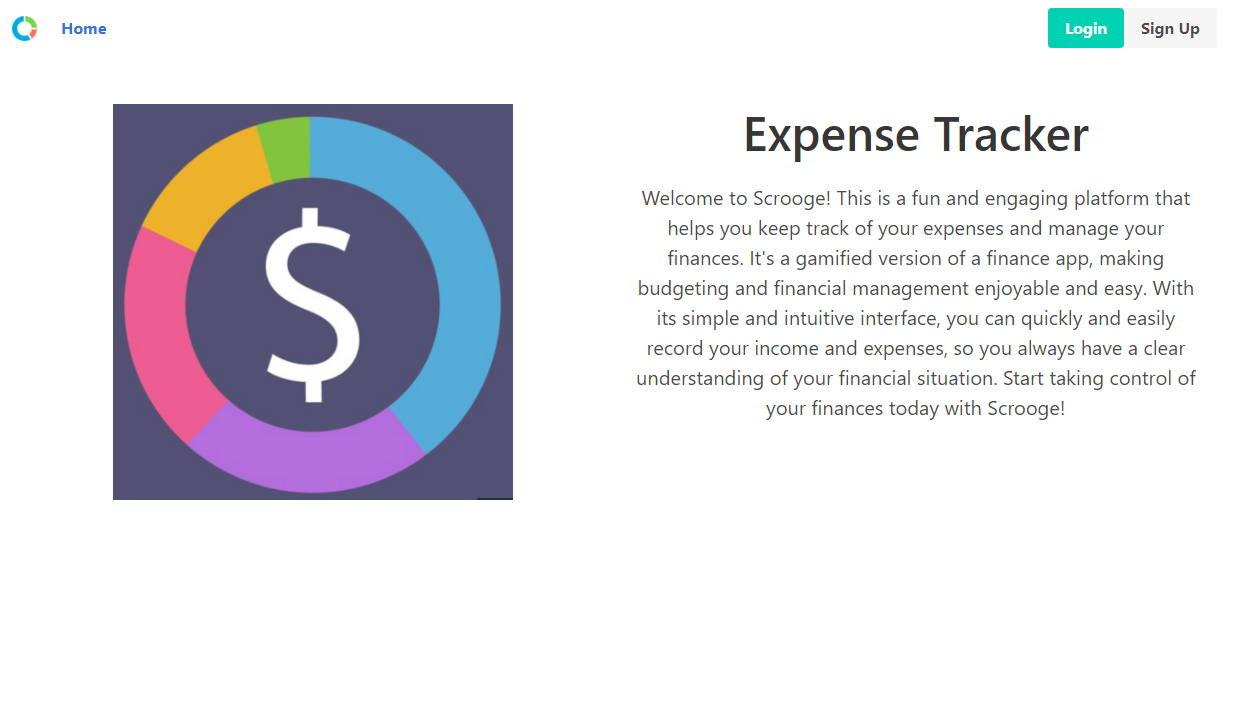 Home
Login
Sign Up
$
Expense Tracker
Welcome to Scrooge! This is a fun and engaging platform that
helps you keep track of your expenses and manage your
finances. It's a gamified version of a finance app, making
budgeting and financial management enjoyable and easy. With
its simple and intuitive interface, you can quickly and easily
record your income and expenses, so you always have a clear
understanding of your financial situation. Start taking control of
your finances today with Scrooge!